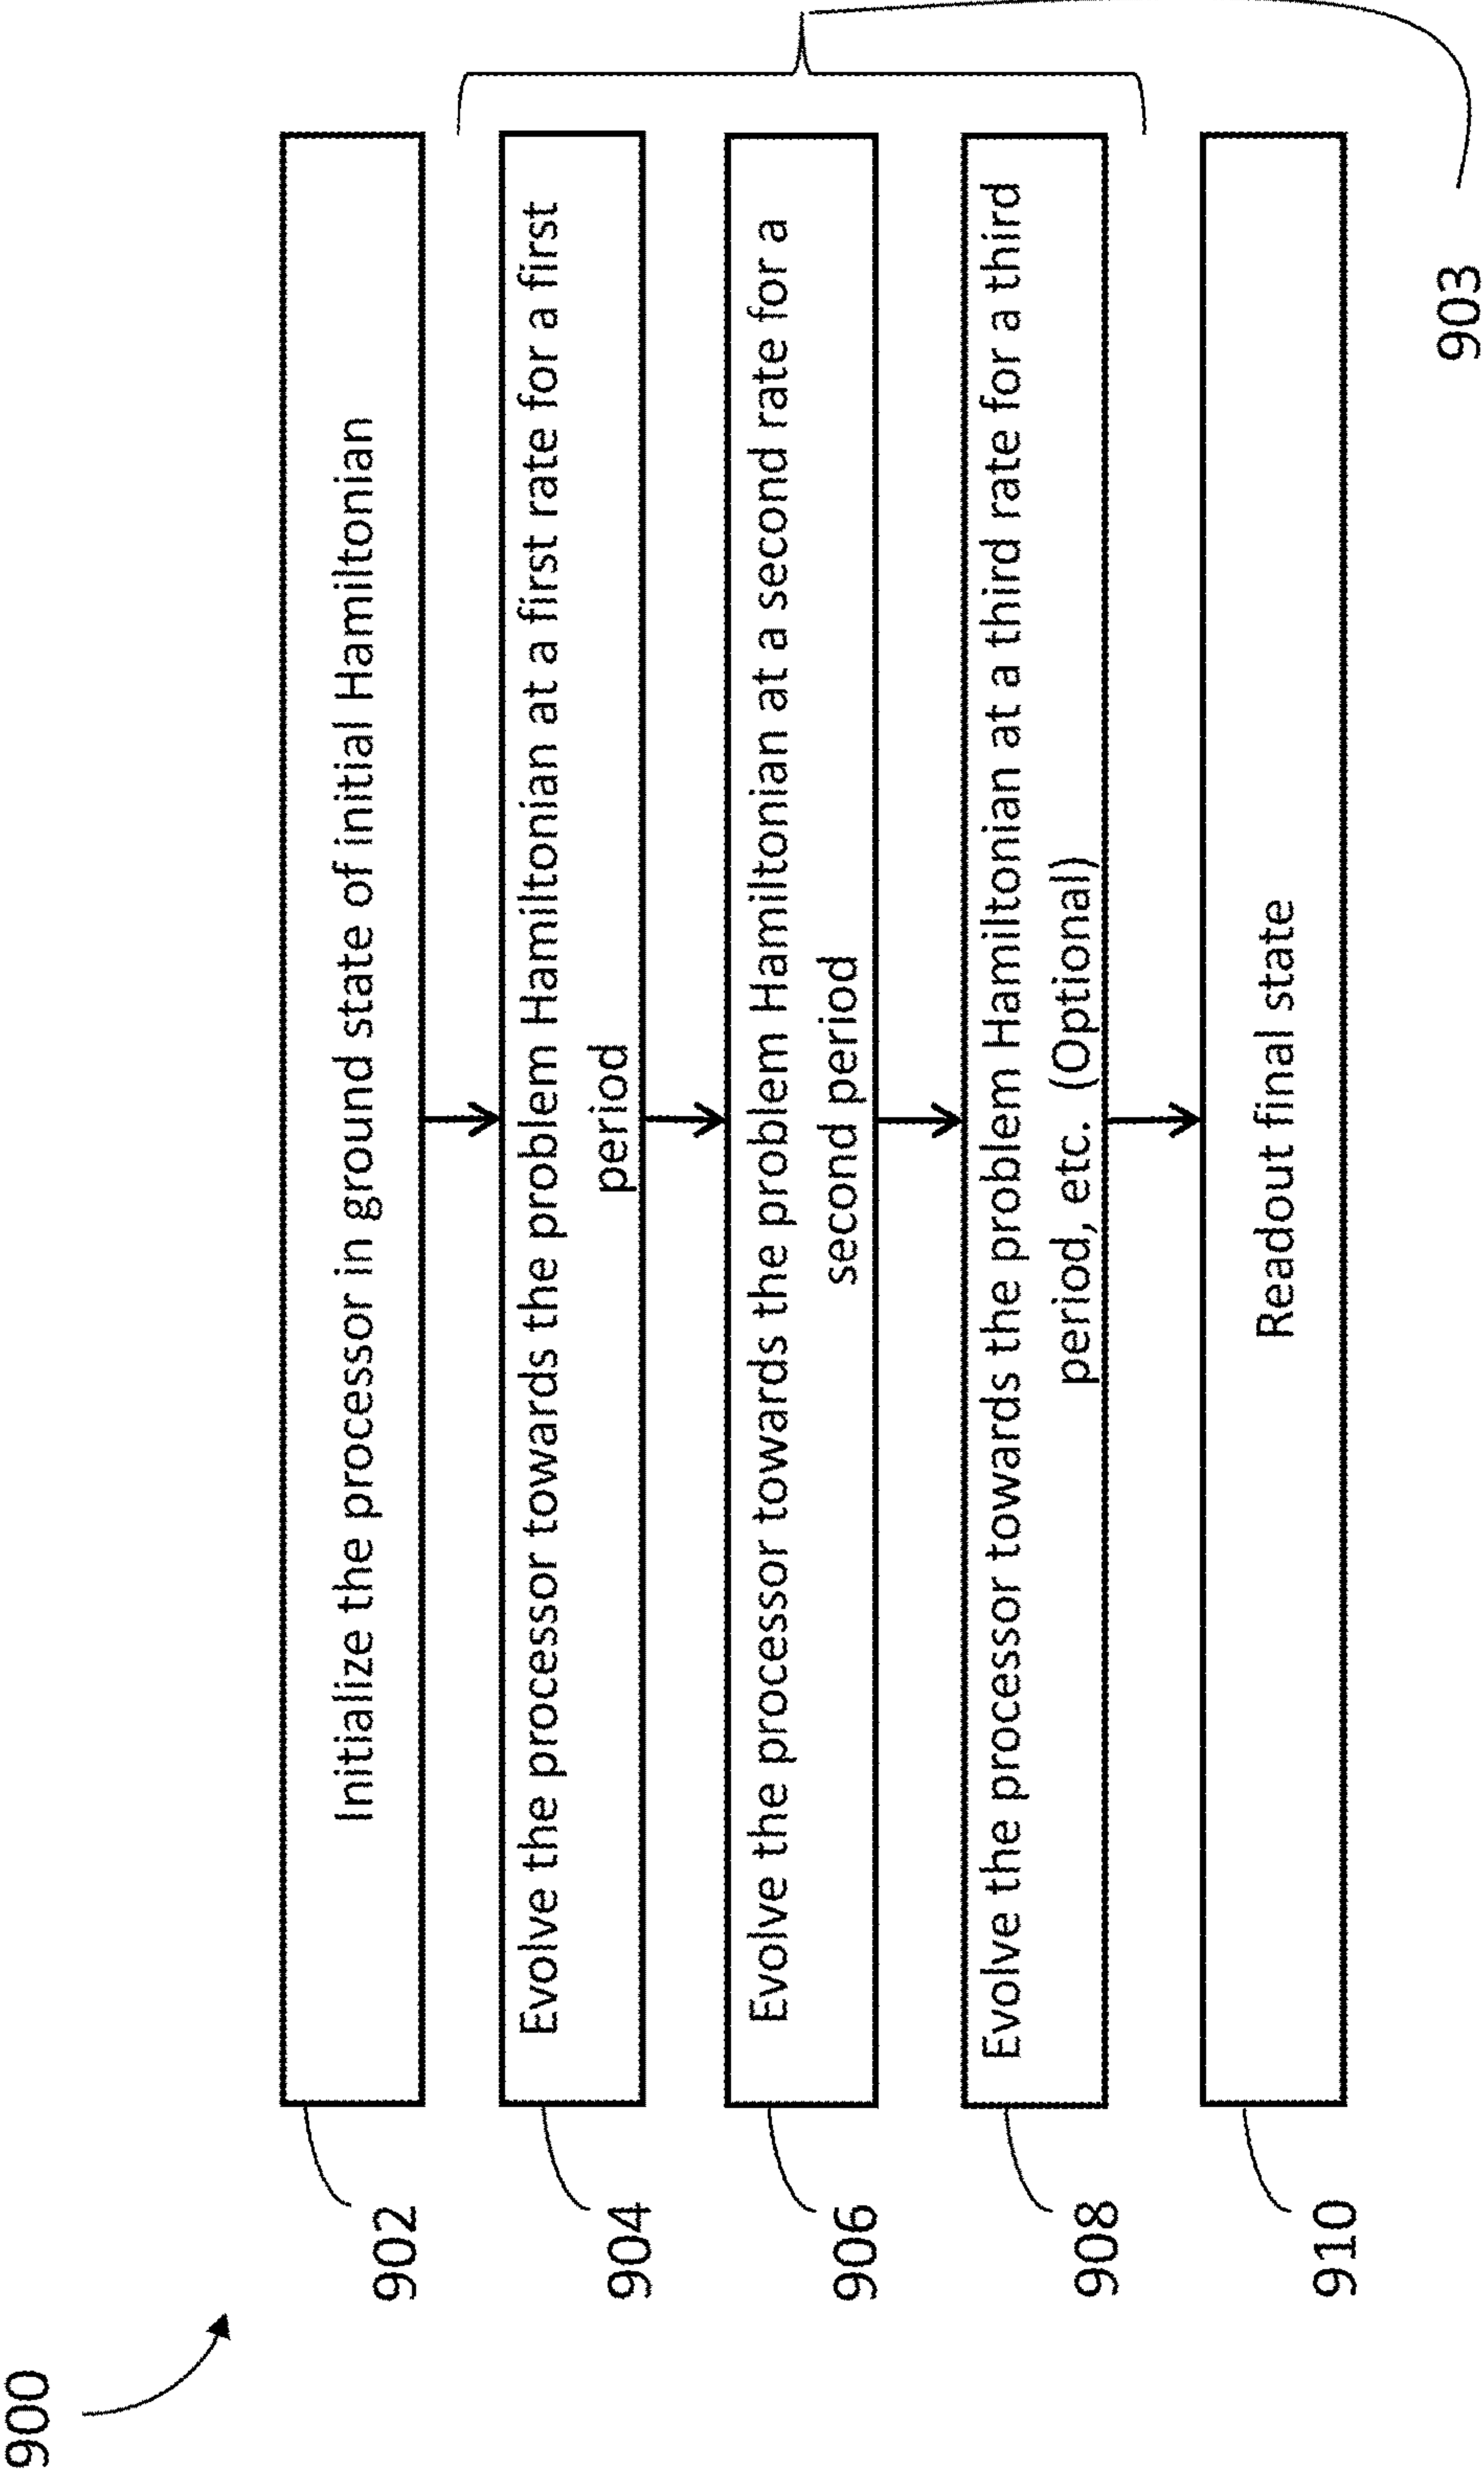 900
902
Initialize the processor in ground state of initial Hamiltonian
904
Evolve the processor towards the problem Hamiltonian at a first rate for a first
period
906
Evolve the processor towards the problem Hamiltonian at a second rate for a
second period
908
Evolve the processor towards the problem Hamiltonian at a third rate for a third
period, etc. (Optional)
910
Readout final state
903